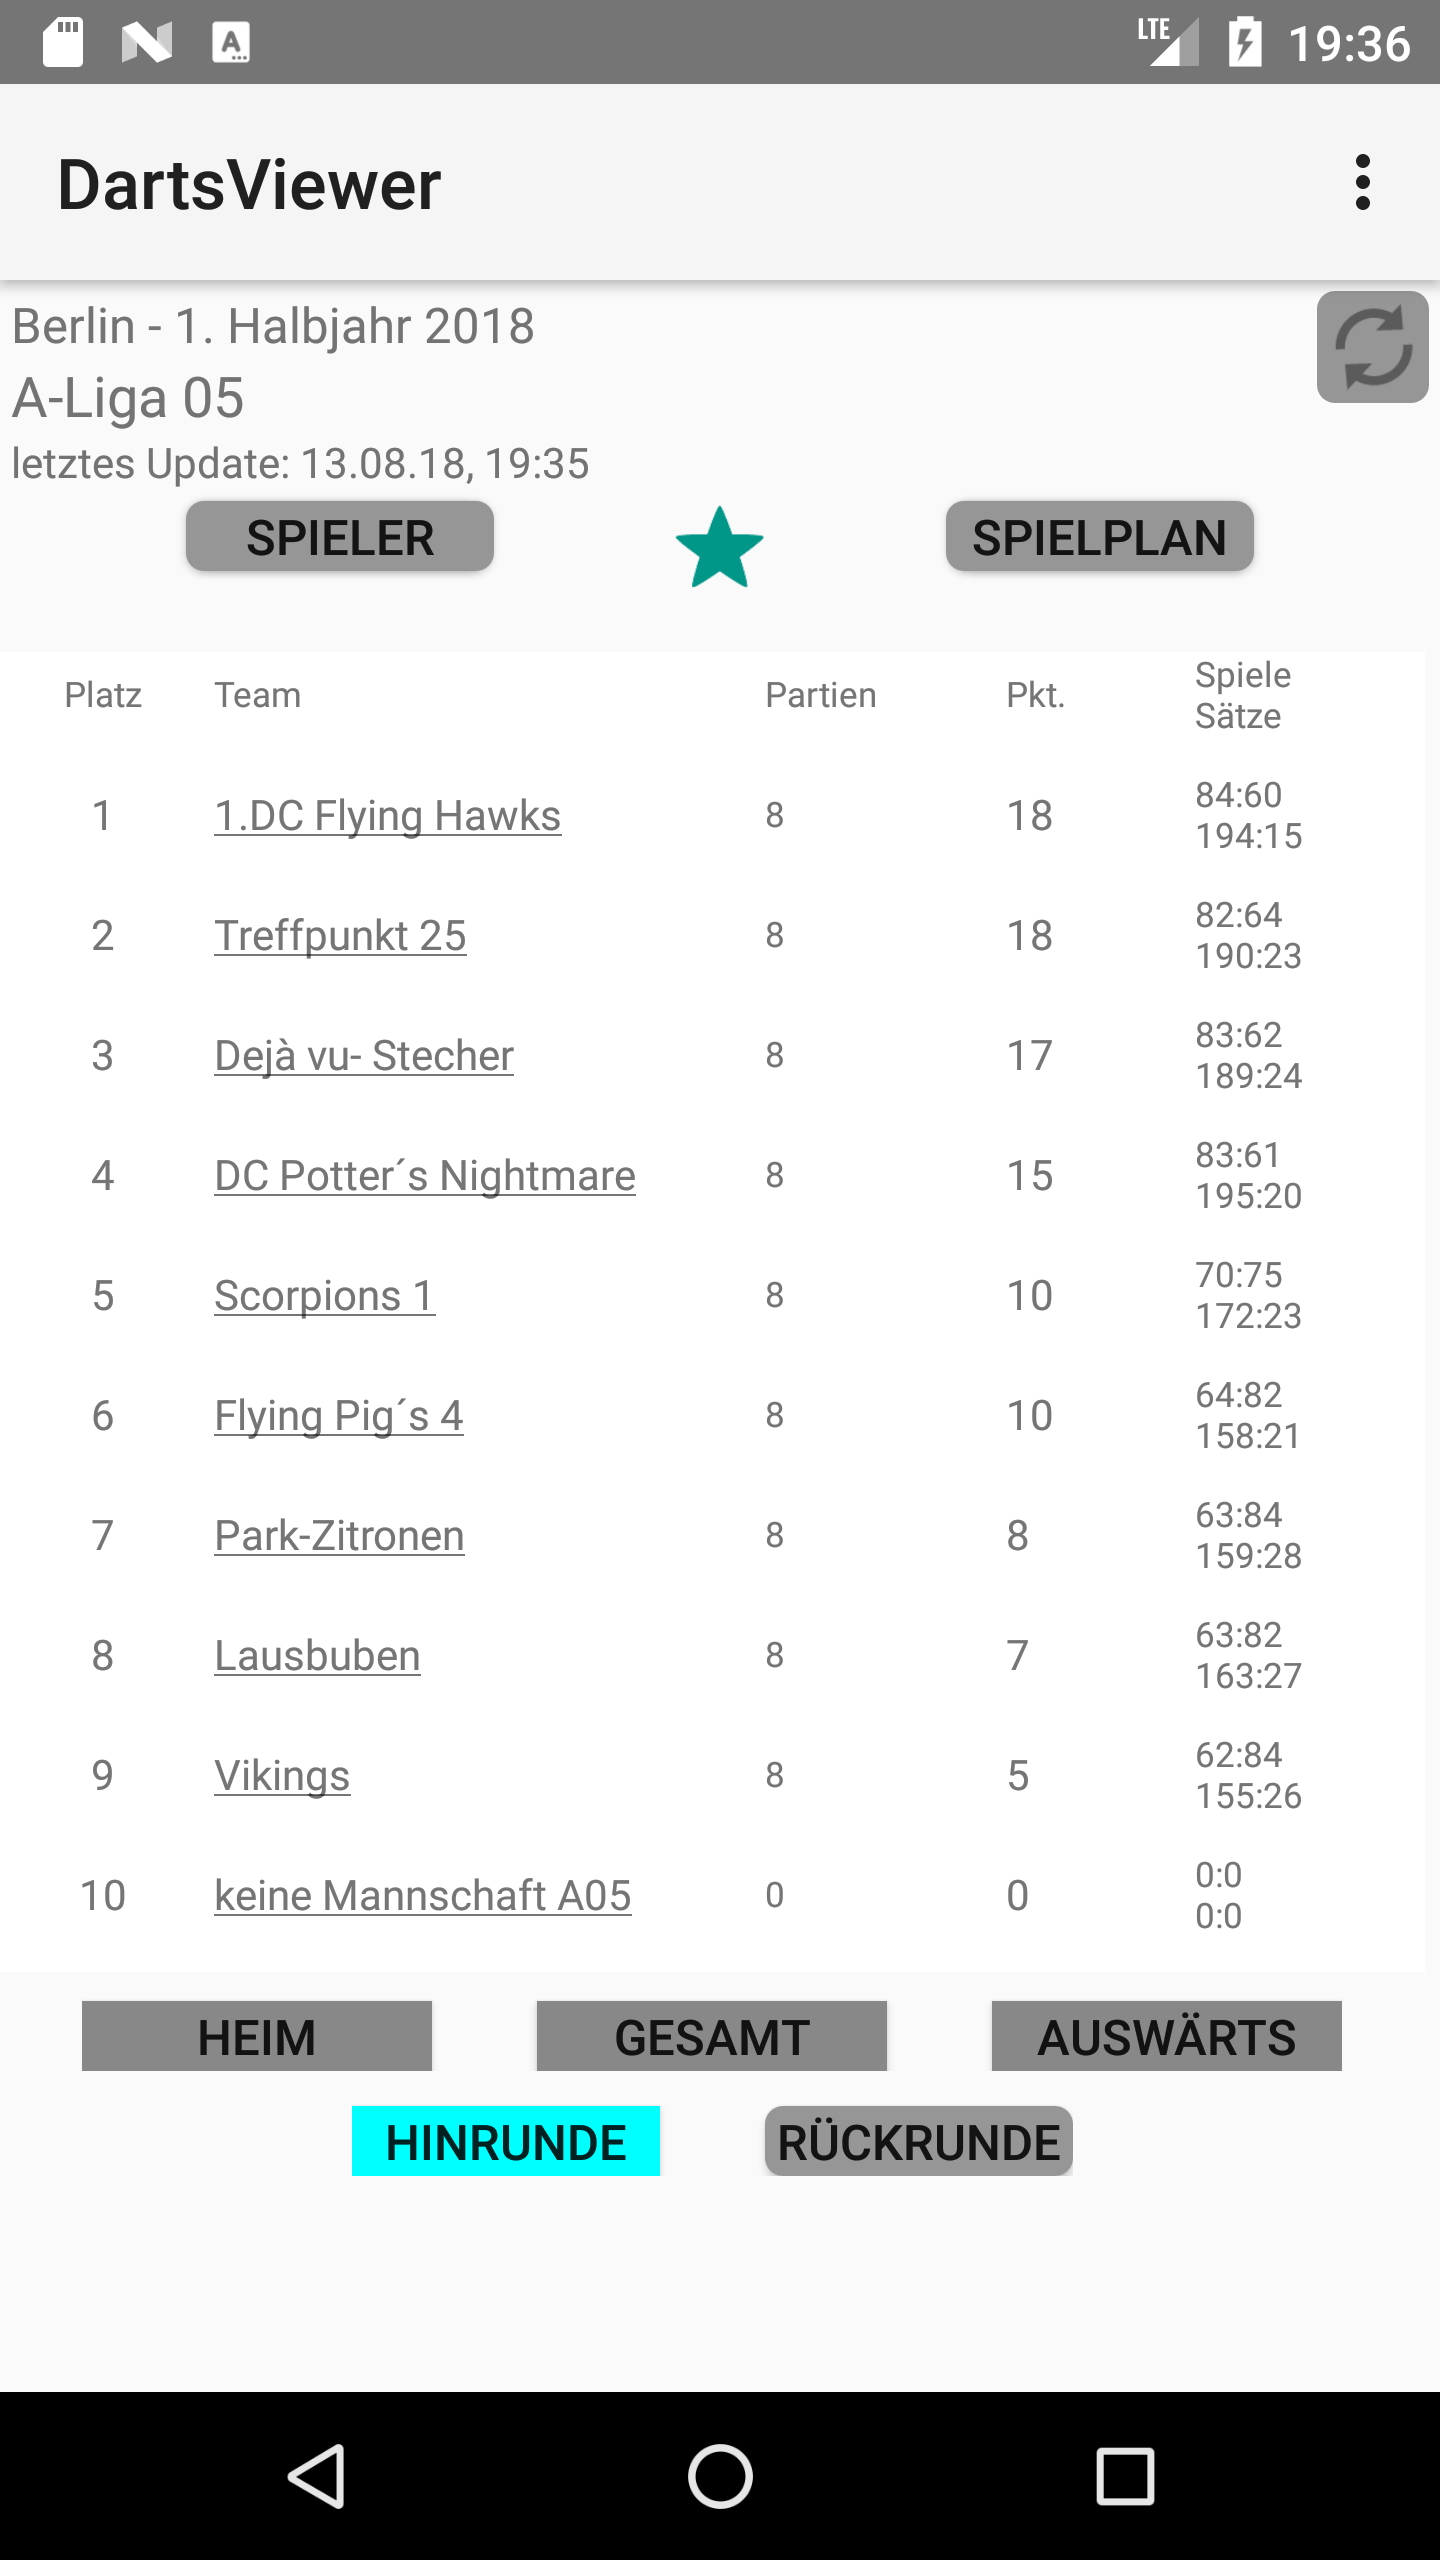 LTE 19:36
DartsViewer
Berlin - 1. Halbjahr 2018
A-Liga 05
letztes Update: 13.08.18, 19:35
SPIELER SPIELPLAN
Platz Team Partien Pkt. Spiele
Sätze
1 1.DC Flying Hawks 8 18 84:60
194:15
2 Treffpunkt 25 8 18 82:64
190:23
3 Dejà vu- Stecher 8 17 83:62
189:24
4 DC Potter´s Nightmare 8 15 83:61
195:20
5 Scorpions 1 8 10 70:75
172:23
6 Flying Pig´s 4 8 10 64:82
158:21
7 Park-Zitronen 8 8 63:84
159:28
8 Lausbuben 8 7 63:82
163:27
9 Vikings 8 5 62:84
155:26
10 keine Mannschaft A05 0 0 0:0
0:0
HEIM GESAMT AUSWÄRTS
HINRUNDE RÜCKRUNDE